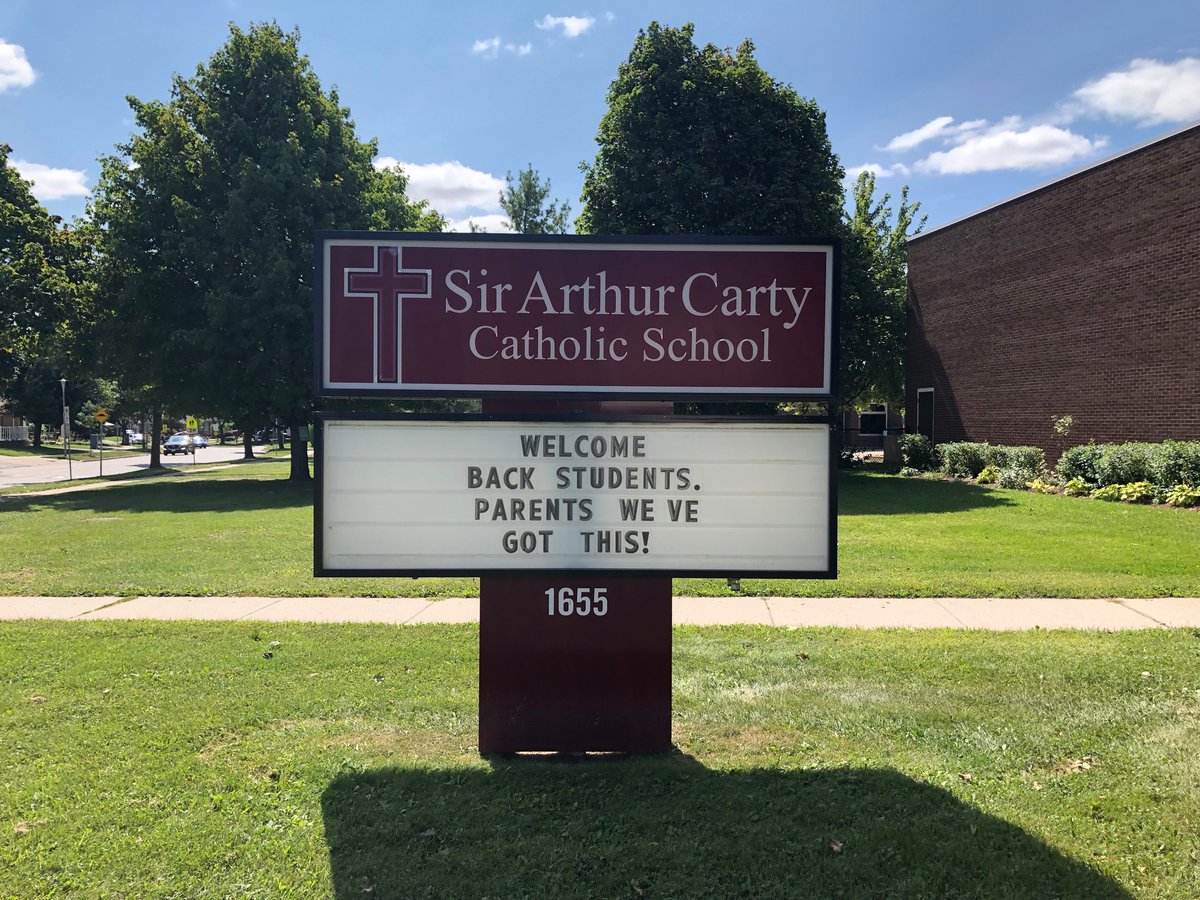 Sir Arthur Carty
Catholic School
WELCOME
BACK STUDENTS.
PARENTS WE VE
GOT THIS!
1655